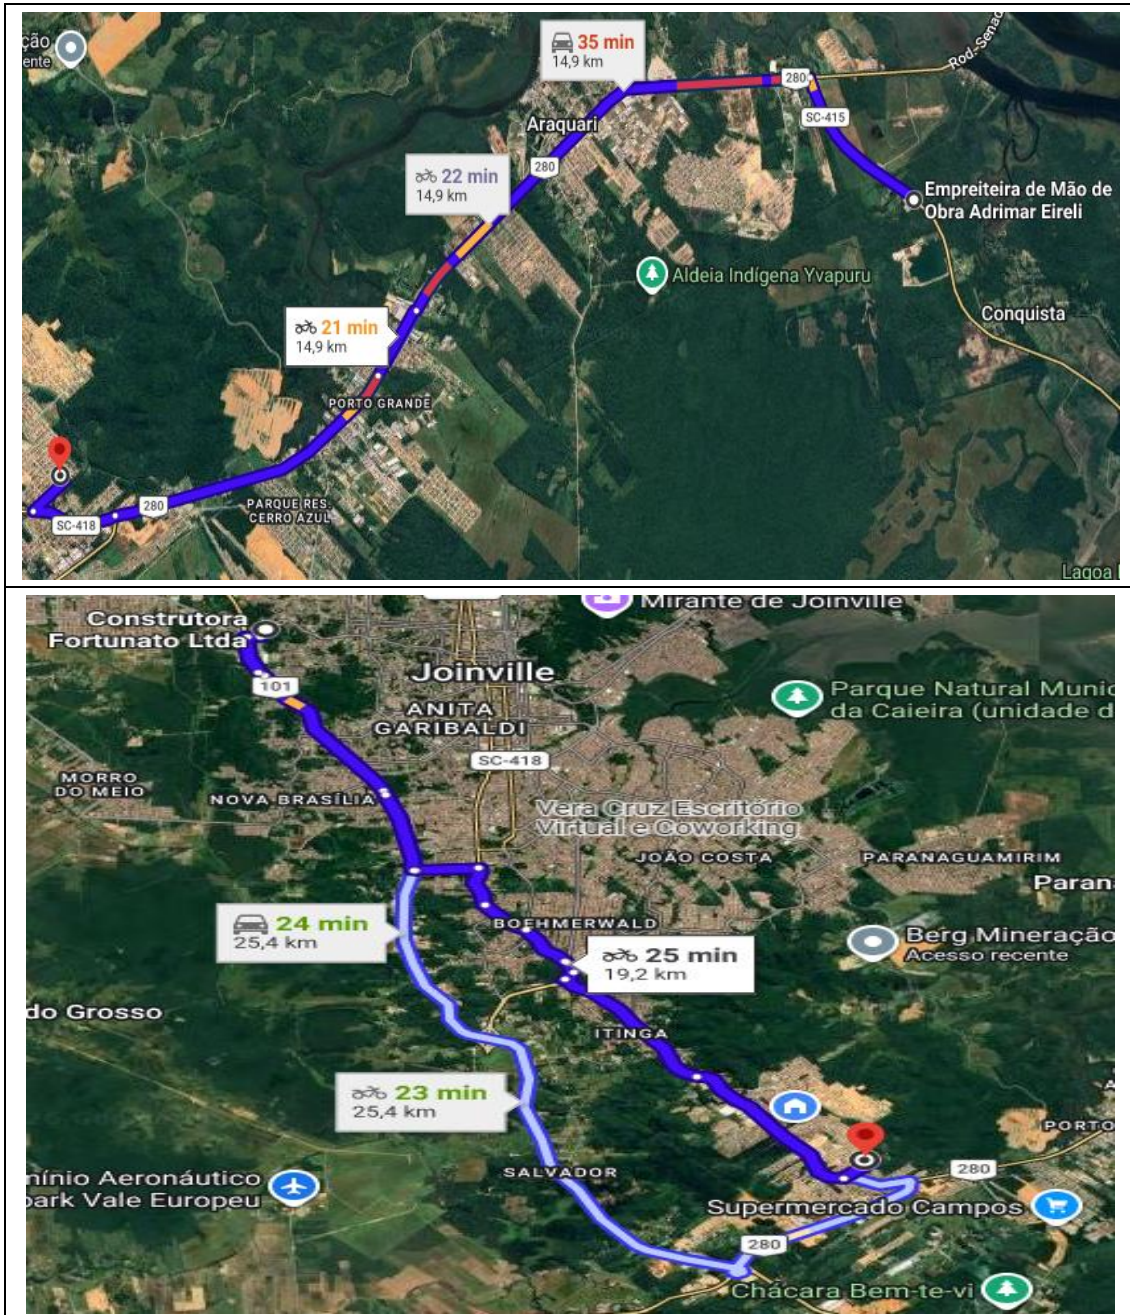 ção
ente
35 min
14,9 km
280
Rod.-Senad
SC-415
Araquari
280
22 min
14,9 km
Empreiteira de Mão de
Obra Adrimar Eireli
Aldeia Indígena Yvapuru
Conquista
21 min
14,9 km
PORTO GRANDE
280
PARQUE RES.
CERRO AZUL
SC-418
Lagoa
Construtora
Fortunato Ltda
Mirante de Joinville
101
Joinville
Parque Natural Munic
da Caieira (unidade d
ANITA
GARIBALDI
SC-418
MORRO
DO MEIO
NOVA BRASÍLIA
Vera Cruz Escritório
Virtual e Coworking
JOÃO COSTA
PARANAGUAMIRIM
Paran
24 min
25,4 km
BOEHMERWALD
Berg Mineração
Acesso recente
25 min
19,2 km
do Grosso
ITINGA
23 min
25,4 km
PORTO
SALVADOR
280
mínio Aeronáutico
park Vale Europeu
Supermercado Campos
280
Chácara Bem-te-vi